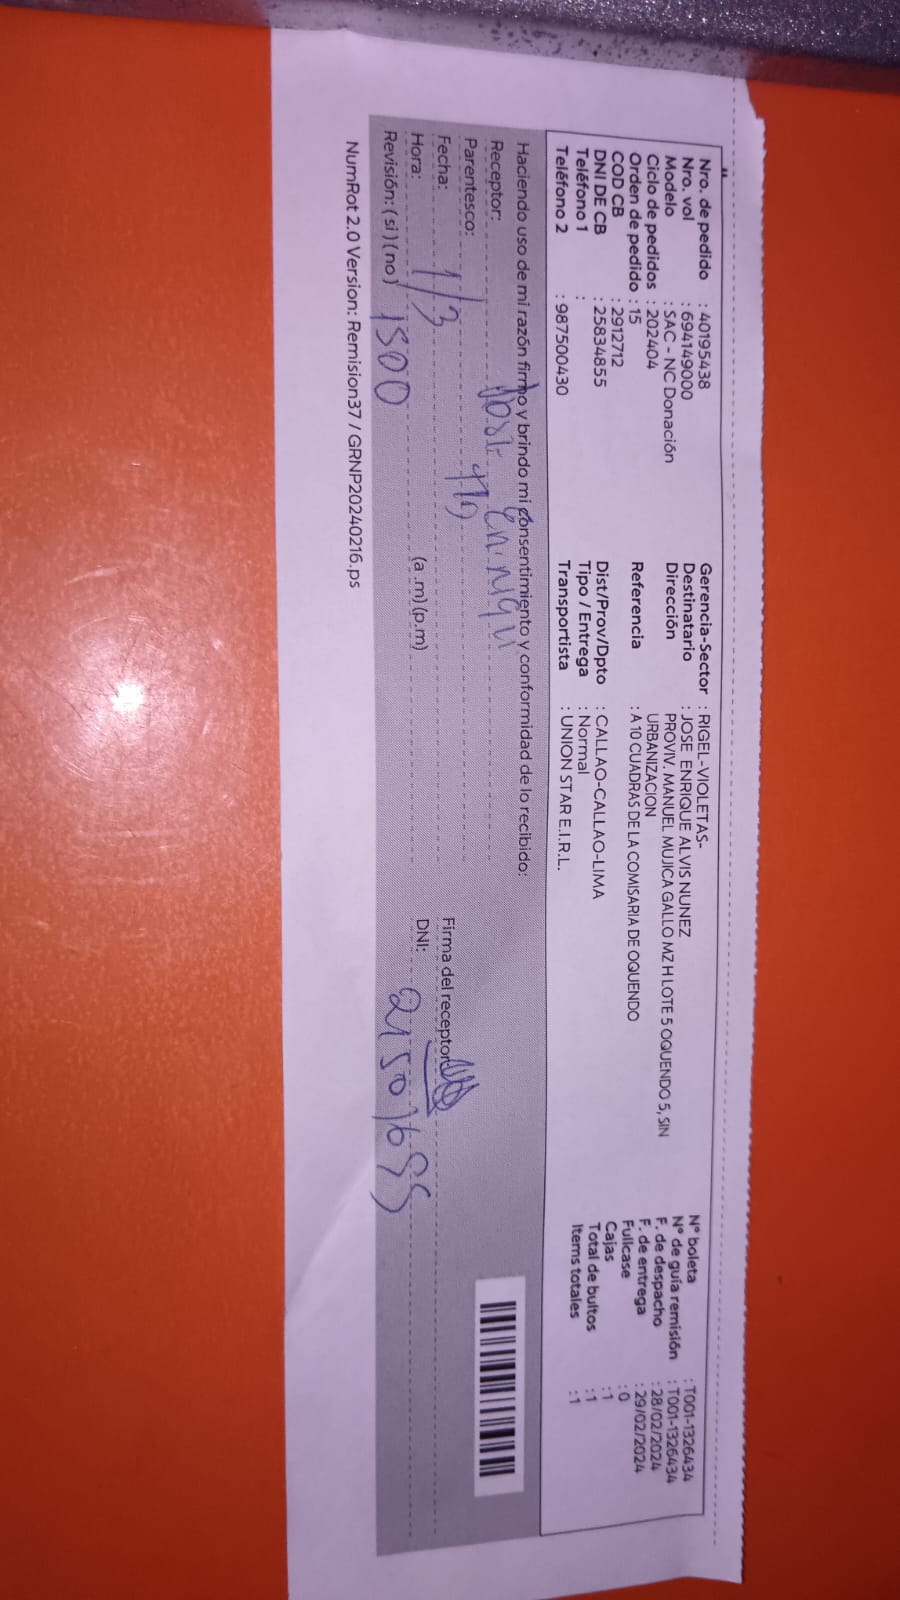 Nro. de pedido : 40195438
Nro. vol : 694149000
Modelo : SAC - NC Donación
Ciclo de pedidos : 202404
Orden de pedido : 15
COD CB : 2912712
DNI DE CB : 25834855
Teléfono 1 :
Teléfono 2 : 987500430
Gerencia-Sector : RIGEL-VIOLETAS-
Destinatario : JOSE ENRIQUE ALVIS NUNEZ
Dirección PROVIV. MANUEL MUJICA GALLO MZ H LOTE 5 OQUENDO 5, SIN
URBANIZACION
Referencia : A 10 CUADRAS DE LA COMISARIA DE OQUENDO
Dist/Prov/Dpto : CALLAO-CALLAO-LIMA
Tipo / Entrega : Normal
Transportista : UNION STAR E.I.R.L.
N° boleta : T001-1326434
N° de guía remisión : T001-1326434
F. de despacho : 28/02/2024
F. de entrega : 29/02/2024
Fullcase : 0
Cajas : 1
Total de bultos : 1
Items totales : 1
Haciendo uso de mi razón firmo y brindo mi consentimiento y conformidad de lo recibido:
Receptor: Jose
Parentesco:
Fecha: 1/3
Hora: 1500 (a .m) (p.m)
Revisión: ( si ) ( no )
Firma del receptor
DNI:
NumRot 2.0 Version: Remision37 / GRNP20240216.ps